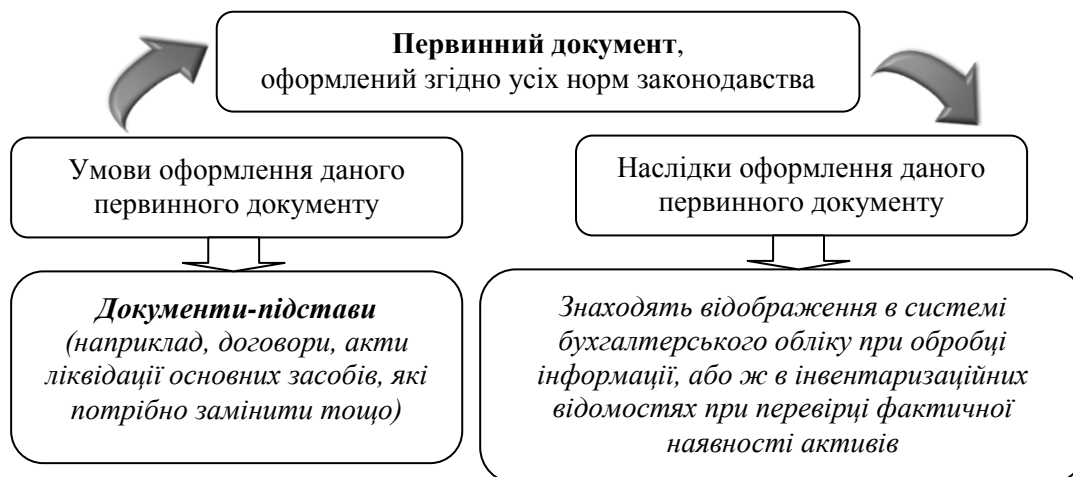 Первинний документ,
оформлений згідно усіх норм законодавства
Умови оформлення даного
первинного документу
Наслідки оформлення даного
первинного документу
Документи-підстави
(наприклад, договори, акти
ліквідації основних засобів, які
потрібно замінити тощо)
Знаходять відображення в системі
бухгалтерського обліку при обробці
інформації, або ж в інвентаризаційних
відомостях при перевірці фактичної
наявності активів